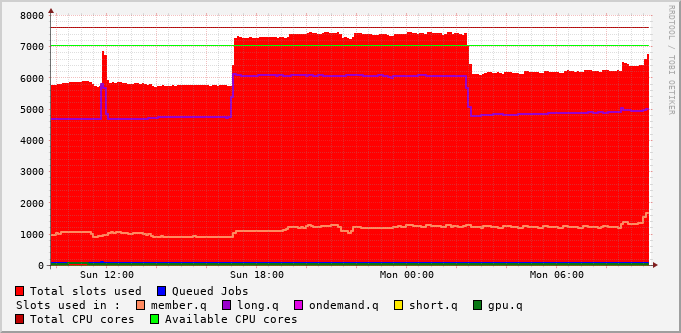 8000
7000
6000
5000
4000
3000
2000
1000
0
Sun 12:00 Sun 18:00 Mon 00:00 Mon 06:00
RRDTOOL / TOBI OETIKER
Total slots used Queued Jobs
Slots used in : member.q long.q ondemand.q short.q gpu.q
Total CPU cores Available CPU cores